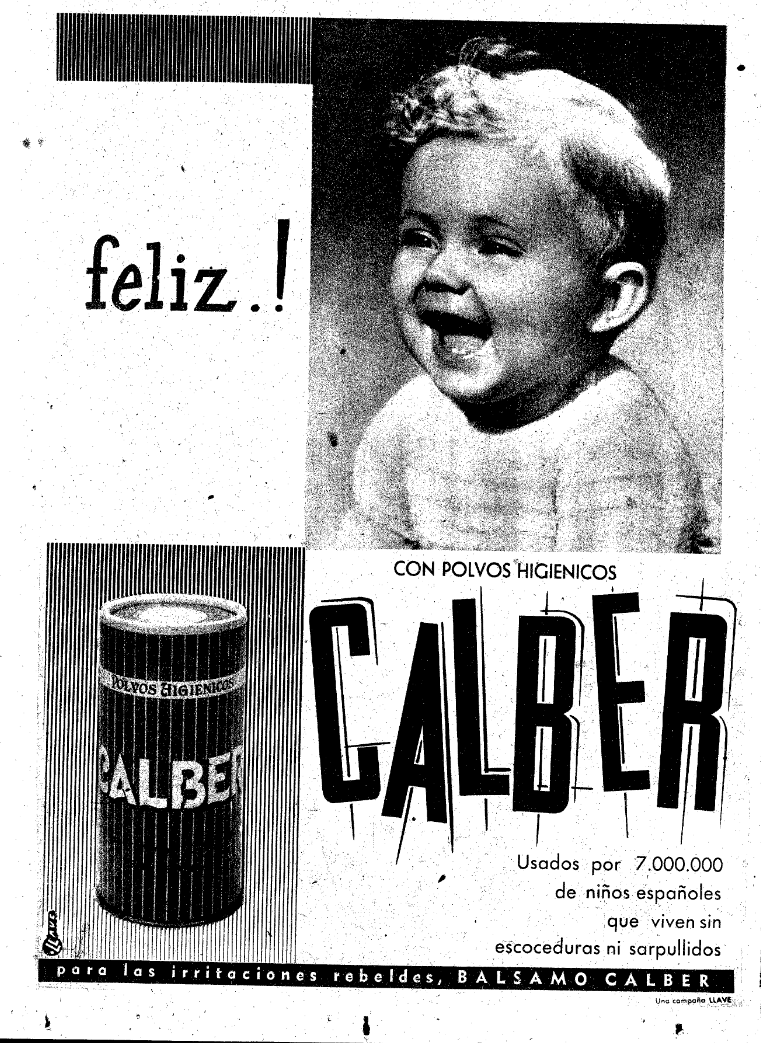 feliz.!
CON POLVOS HIGIENICOS
CALBER
POLVOS HIGIENICOS
CALBER
Usados por 7.000.000
de niños españoles
que viven sin
escoceduras ni sarpullidos
LLAVE
para las irritaciones rebeldes, BALSAMO CALBER
Una campaña LLAVE